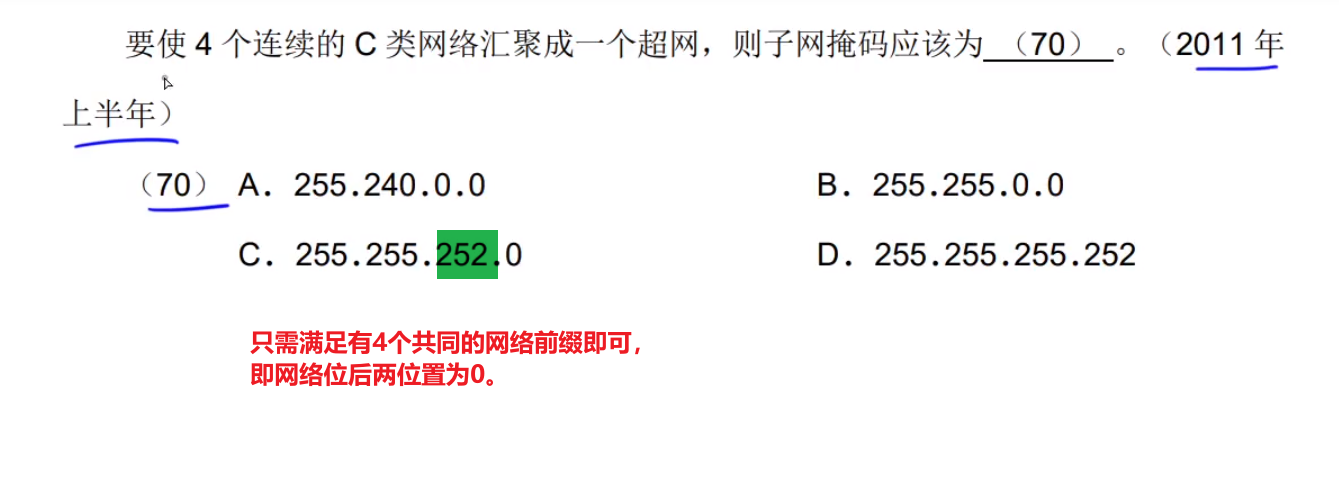 要使 4 个连续的 C 类网络汇聚成一个超网，则子网掩码应该为 （70） 。（2011 年
上半年）
（70） A．255.240.0.0 B．255.255.0.0
C．255.255.252.0 D．255.255.255.252
只需满足有4个共同的网络前缀即可，
即网络位后两位置为0。